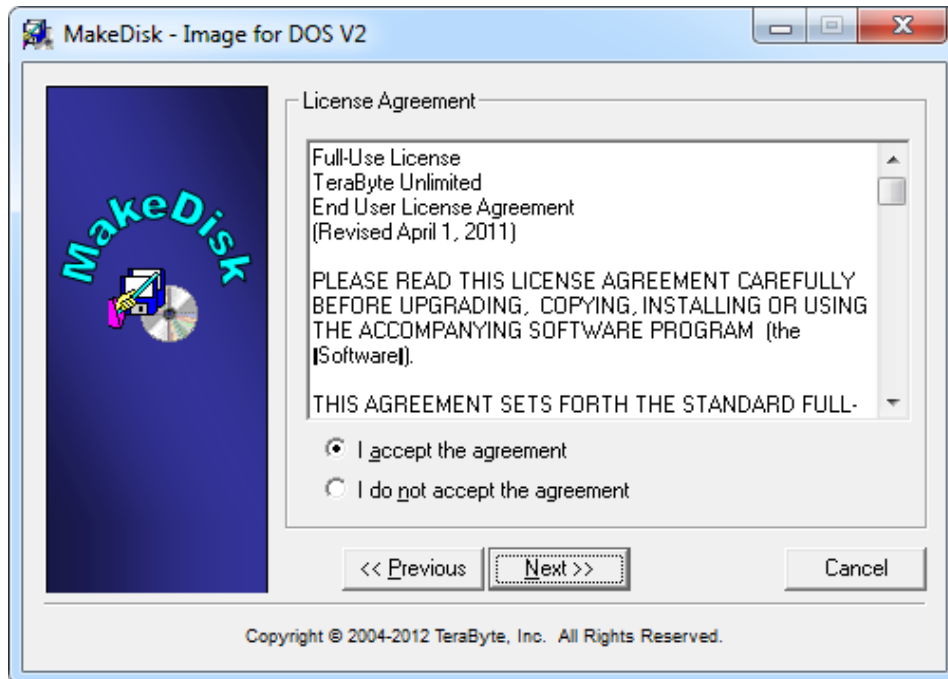 MakeDisk - Image for DOS V2
MakeDisk
License Agreement
Full-Use License
TeraByte Unlimited
End User License Agreement
(Revised April 1, 2011)
PLEASE READ THIS LICENSE AGREEMENT CAREFULLY
BEFORE UPGRADING,  COPYING, INSTALLING OR USING
THE ACCOMPANYING SOFTWARE PROGRAM  (the
▌Software▌).
THIS AGREEMENT SETS FORTH THE STANDARD FULL-
I accept the agreement
I do not accept the agreement
<< Previous
Next >>
Cancel
Copyright © 2004-2012 TeraByte, Inc.  All Rights Reserved.